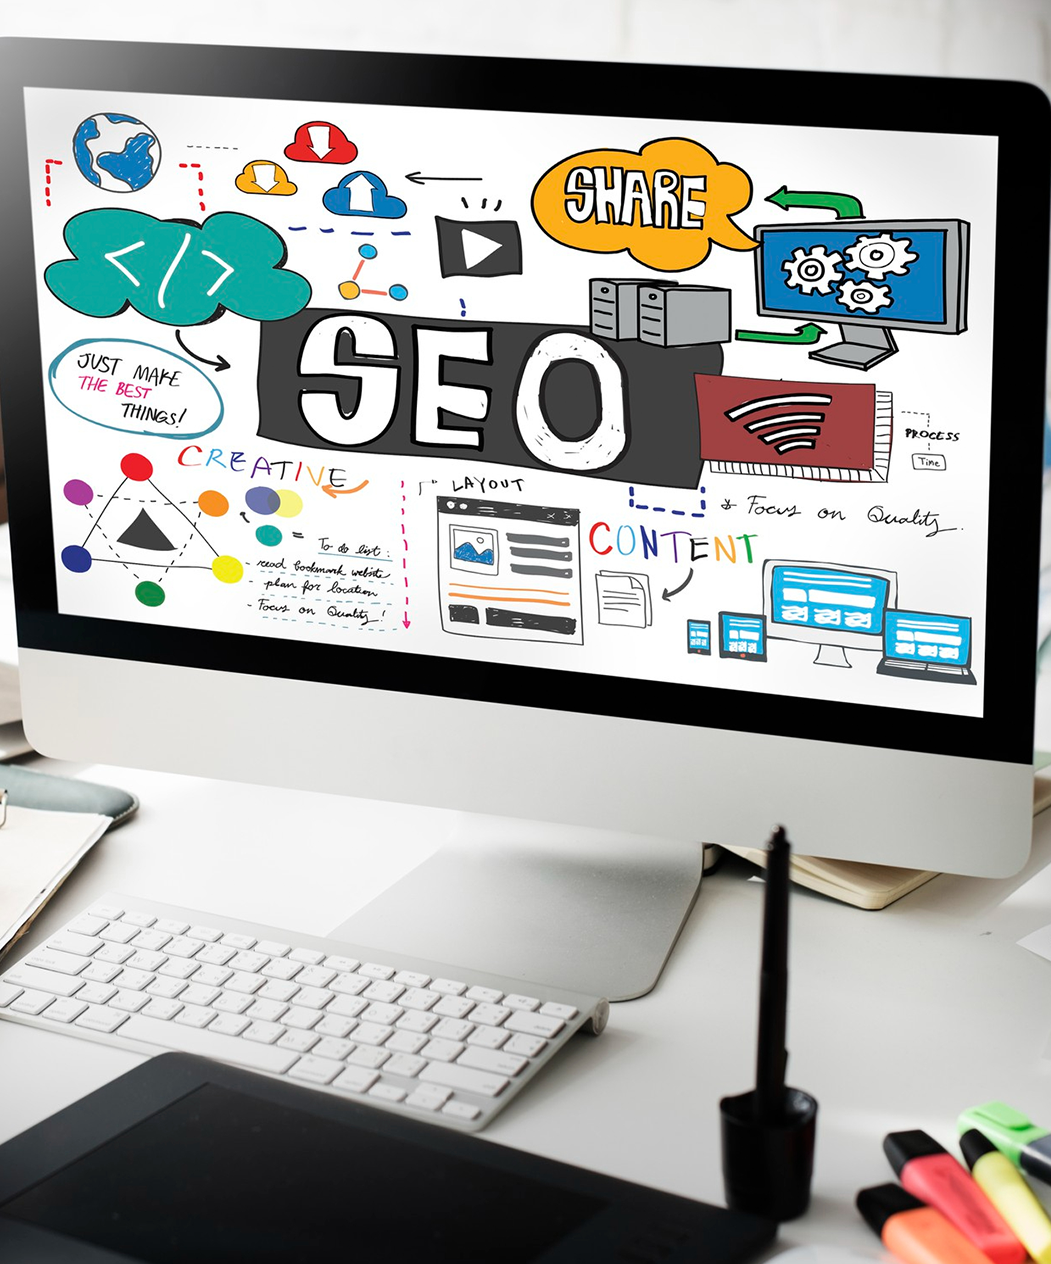 SHARE
</>
SEO
JUST MAKE
THE BEST
THINGS!
PROCESS
Time
CREATIVE
LAYOUT
* Focus on Quality.
CONTENT
= To do list:
- read bookmark website
- plan for location
- Focus on Quality!